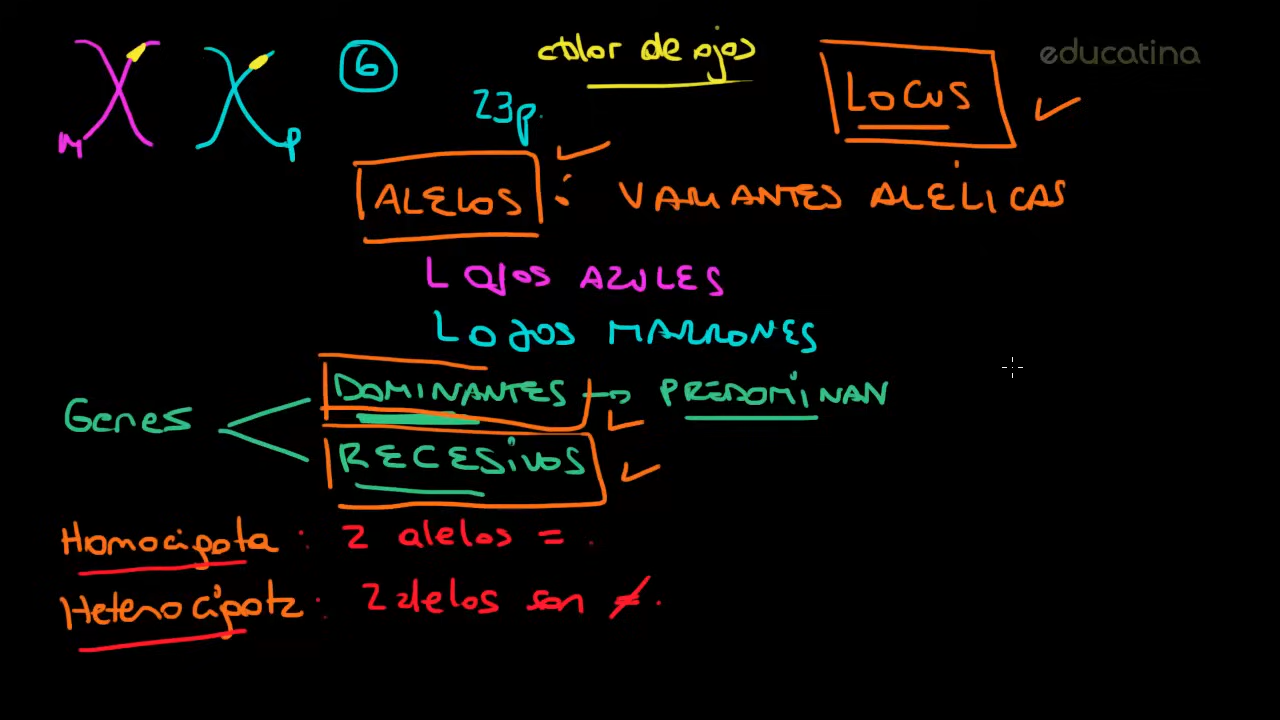 M P
6
color de ojos
23p.
educatina
LOCUS
ALELOS : VARIANTES ALÉLICAS
L OJOS AZULES
L OJOS MARRONES
Genes
DOMINANTES → PREDOMINAN
RECESIVOS
Homocigota : 2 alelos = .
Heterocigota : 2 alelos son ≠ .